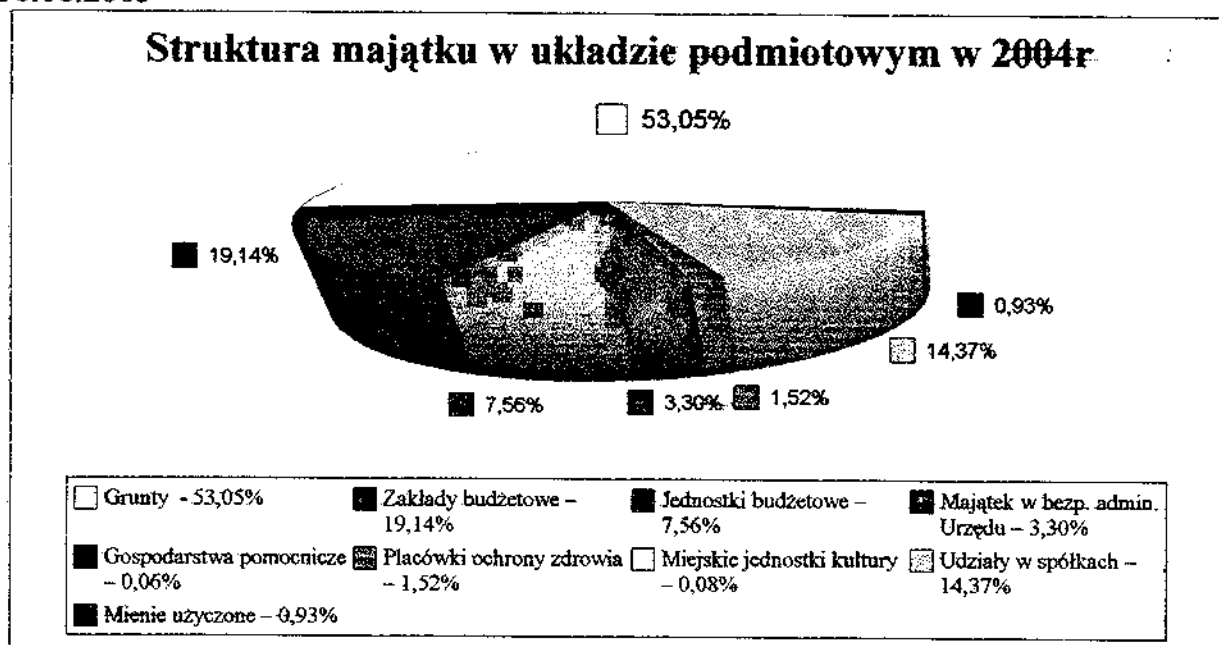 Struktura majątku w układzie podmiotowym w 2004r
53,05%
19,14%
0,93%
14,37%
7,56%
3,30%
1,52%
Grunty - 53,05%
Zakłady budżetowe –
19,14%
Jednostki budżetowe –
7,56%
Majątek w bezp. admin.
Urzędu – 3,30%
Gospodarstwa pomocnicze
– 0,06%
Placówki ochrony zdrowia
– 1,52%
Miejskie jednostki kultury
– 0,08%
Udziały w spółkach –
14,37%
Mienie użyczone – 0,93%